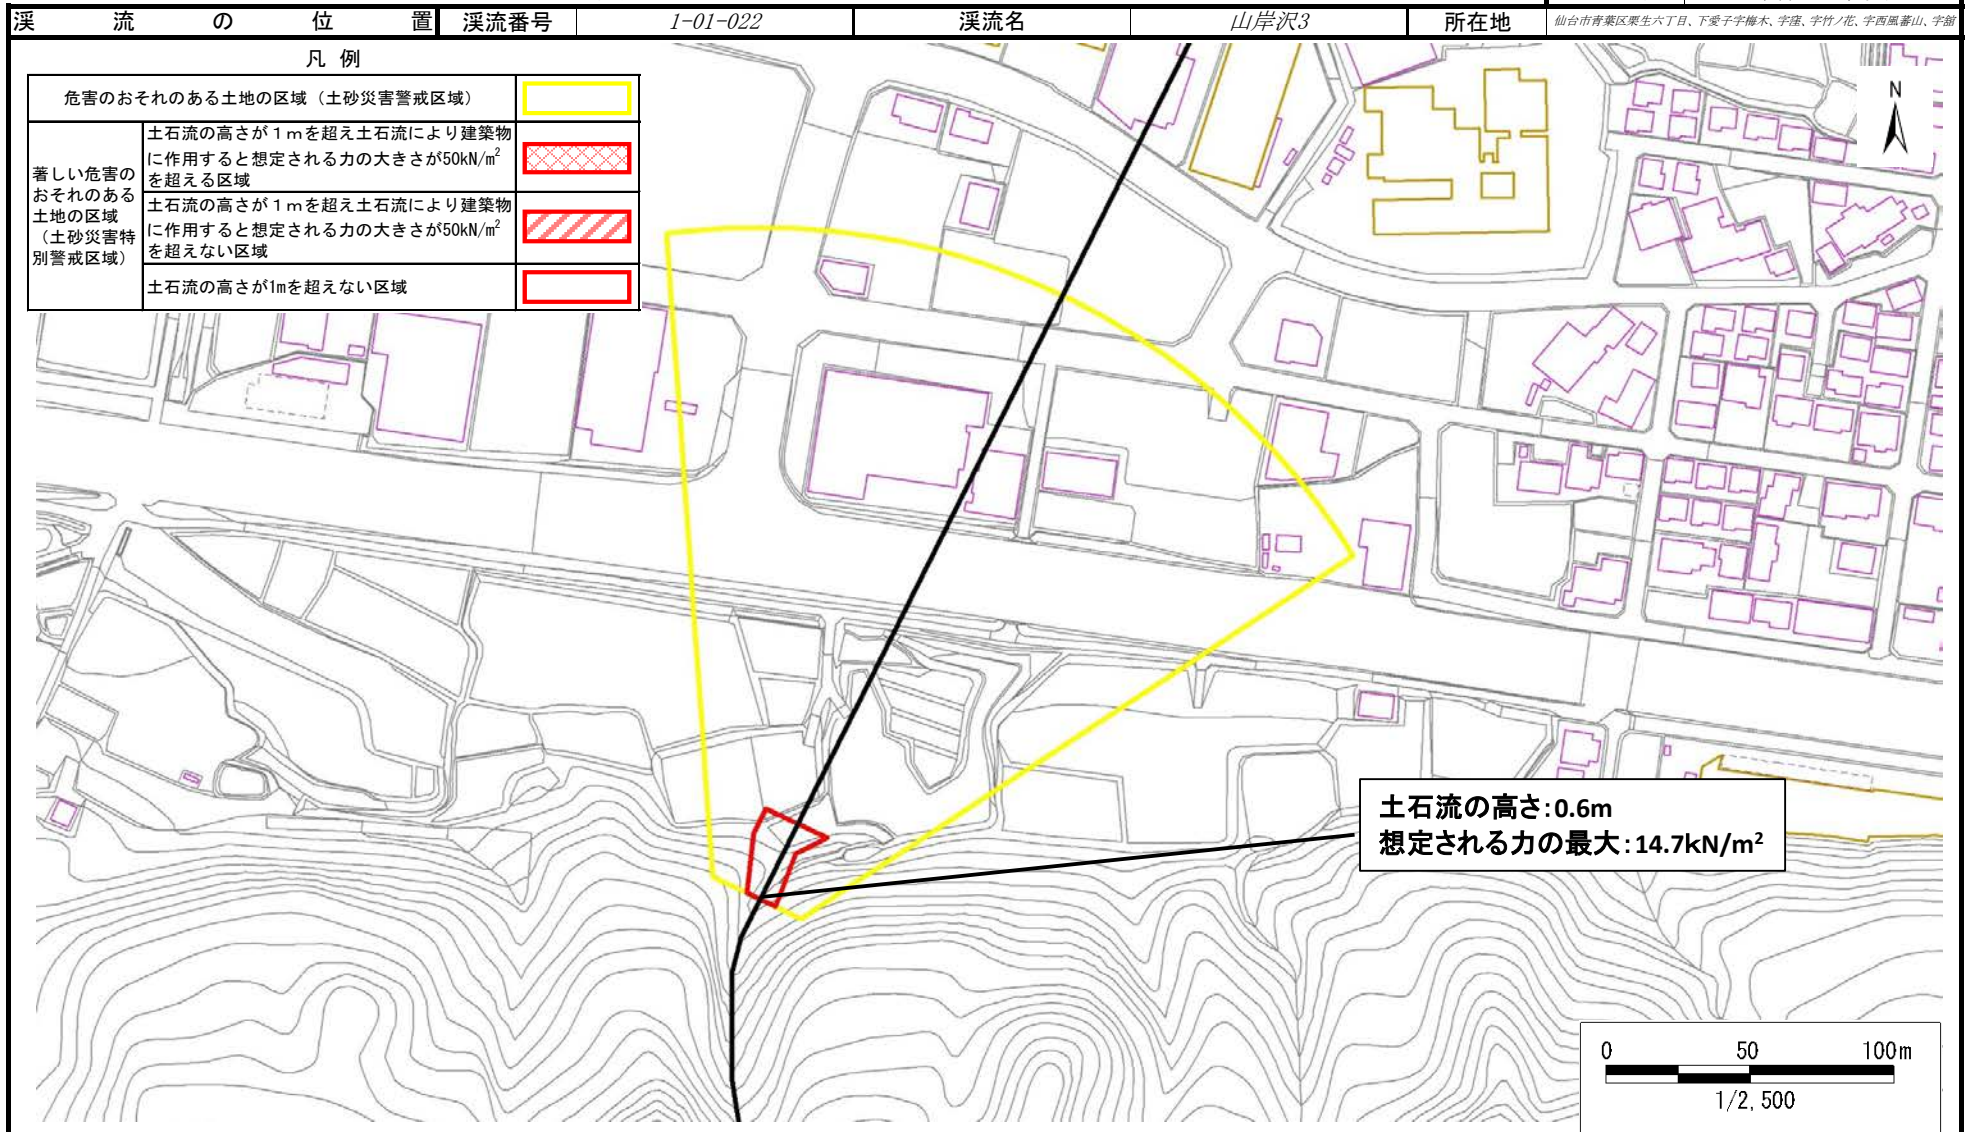 渓流の位置 渓流番号 1-01-022 渓流名 山岸沢3 所在地 仙台市青葉区栗生六丁目、下愛子字梅木、字窪、字竹ノ花、字西風蕃山、字舘
凡 例
危害のおそれのある土地の区域（土砂災害警戒区域）
著しい危害の
おそれのある
土地の区域
（土砂災害特
別警戒区域）
土石流の高さが１ｍを超え土石流により建築物
に作用すると想定される力の大きさが50kN/㎡
を超える区域
土石流の高さが１ｍを超え土石流により建築物
に作用すると想定される力の大きさが50kN/㎡
を超えない区域
土石流の高さが1mを超えない区域
N
土石流の高さ:0.6m
想定される力の最大:14.7kN/m²
0 50 100m
1/2,500